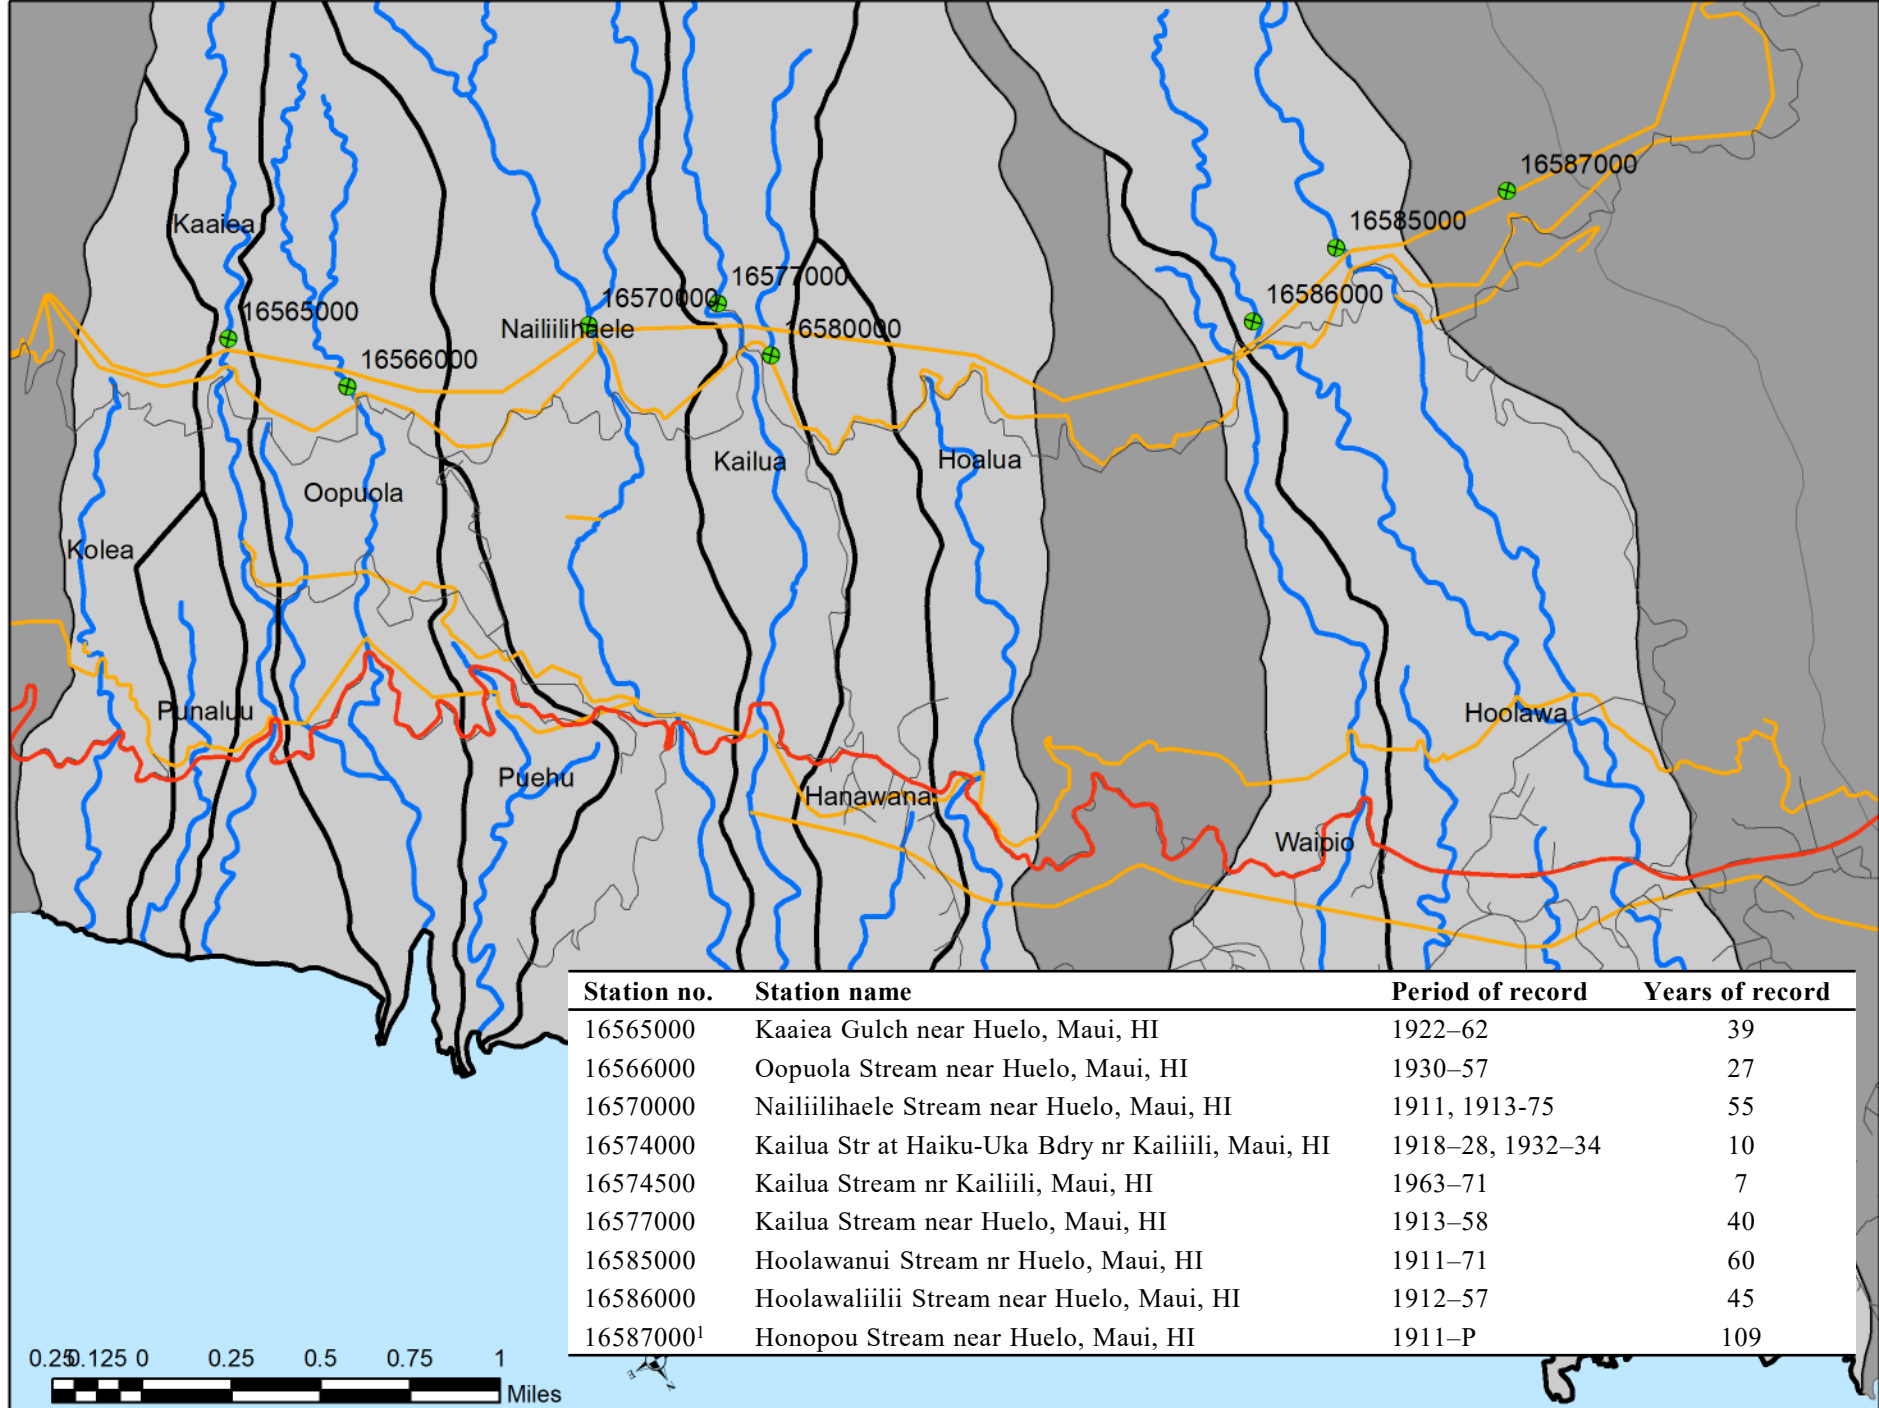 16587000
16585000
Kaaiea
16577000
16586000
16570000
16565000
Nailiilihaele
16580000
16566000
Kailua
Hoalua
Oopuola
Kolea
Punaluu
Hoolawa
Puehu
Hanawana
Waipio
Station no. Station name Period of record Years of record
16565000 Kaaiea Gulch near Huelo, Maui, HI 1922–62 39
16566000 Oopuola Stream near Huelo, Maui, HI 1930–57 27
16570000 Nailiilihaele Stream near Huelo, Maui, HI 1911, 1913-75 55
16574000 Kailua Str at Haiku-Uka Bdry nr Kailiili, Maui, HI 1918–28, 1932–34 10
16574500 Kailua Stream nr Kailiili, Maui, HI 1963–71 7
16577000 Kailua Stream near Huelo, Maui, HI 1913–58 40
16585000 Hoolawanui Stream nr Huelo, Maui, HI 1911–71 60
16586000 Hoolawaliilii Stream near Huelo, Maui, HI 1912–57 45
16587000¹ Honopou Stream near Huelo, Maui, HI 1911–P 109
0.25 0.125 0 0.25 0.5 0.75 1
Miles